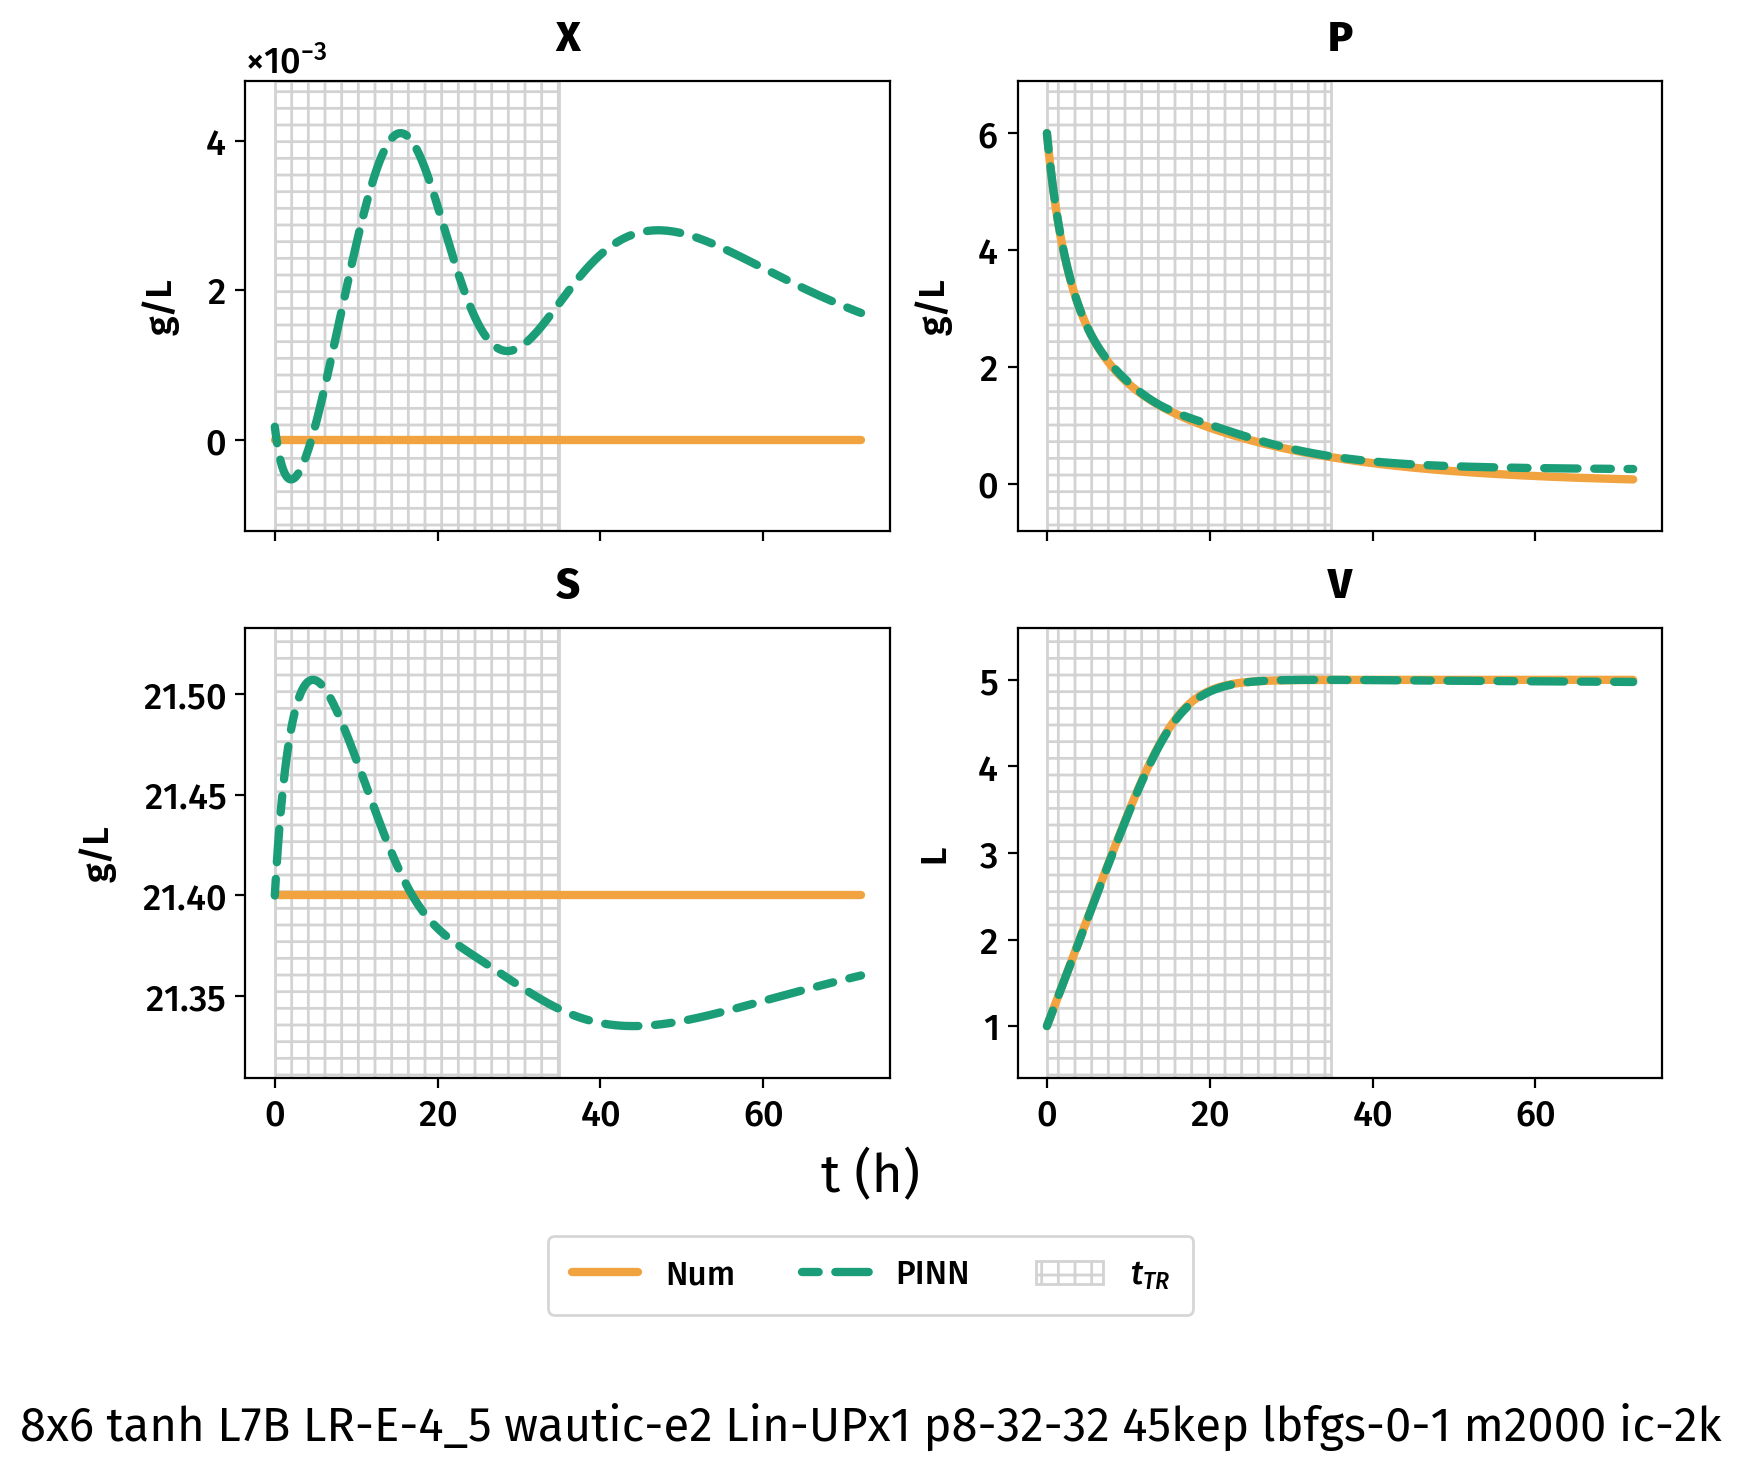 X
×10⁻³
4
2
0
g/L
P
6
4
2
0
g/L
S
21.50
21.45
21.40
21.35
g/L
0 20 40 60
V
5
4
3
2
1
L
0 20 40 60
t (h)
Num PINN t_TR
8x6 tanh L7B LR-E-4_5 wautic-e2 Lin-UPx1 p8-32-32 45kep lbfgs-0-1 m2000 ic-2k